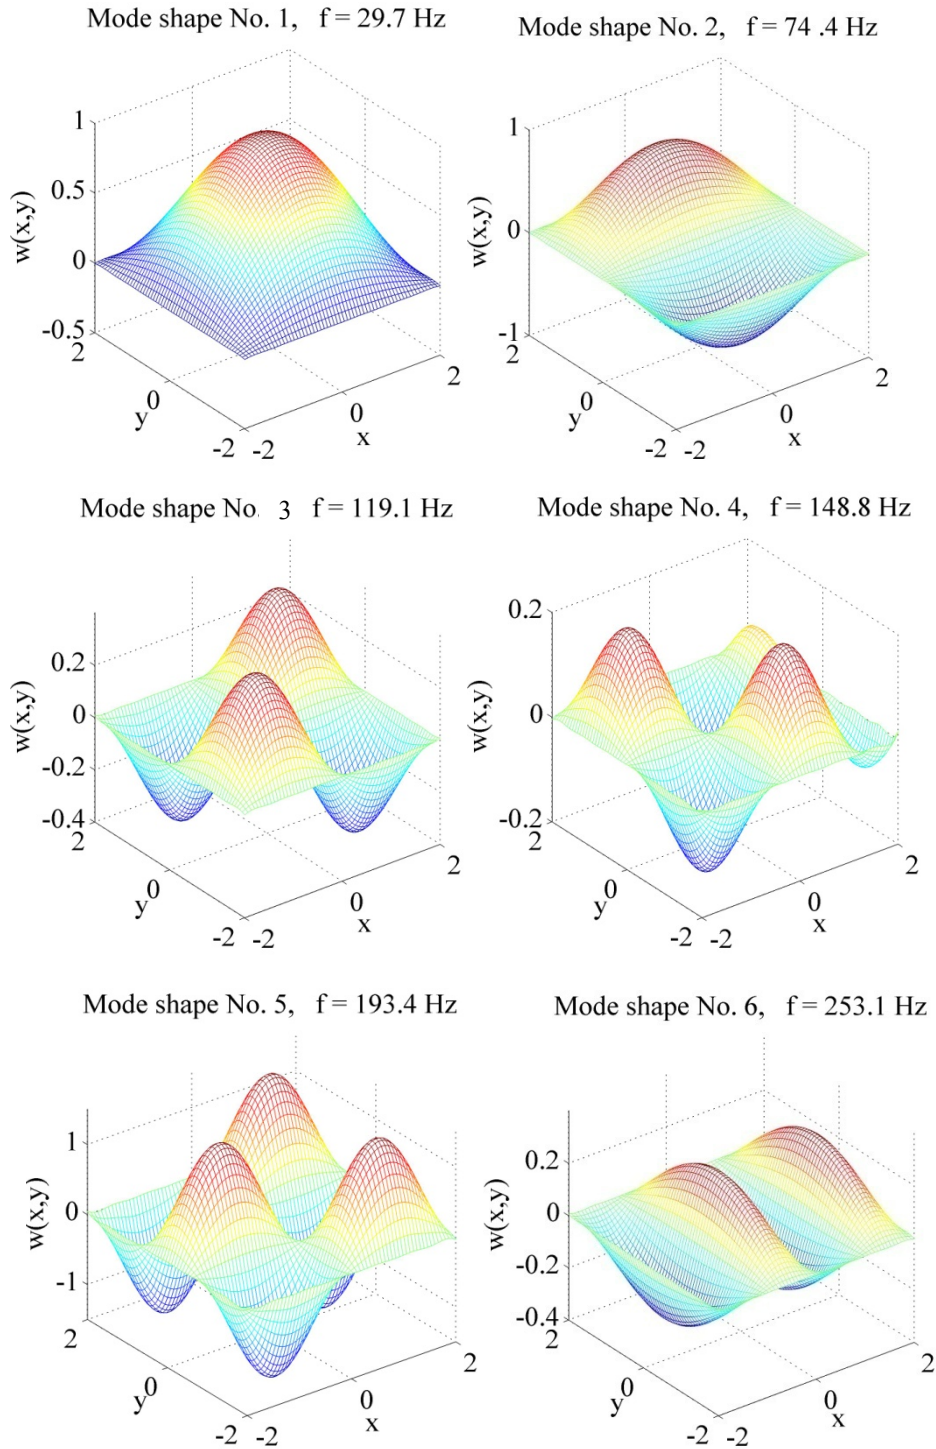 Mode shape No. 1, f = 29.7 Hz
1
0.5
0
-0.5
w(x,y)
2
0
-2
y
-2
0
2
x
Mode shape No. 2, f = 74 .4 Hz
1
0
-1
w(x,y)
2
0
-2
y
-2
0
2
x
Mode shape No. 3 f = 119.1 Hz
0.2
0
-0.2
-0.4
w(x,y)
2
0
-2
y
-2
0
2
x
Mode shape No. 4, f = 148.8 Hz
0.2
0
-0.2
w(x,y)
2
0
-2
y
-2
0
2
x
Mode shape No. 5, f = 193.4 Hz
1
0
-1
w(x,y)
2
0
-2
y
-2
0
2
x
Mode shape No. 6, f = 253.1 Hz
0.2
0
-0.2
-0.4
w(x,y)
2
0
-2
y
-2
0
2
x